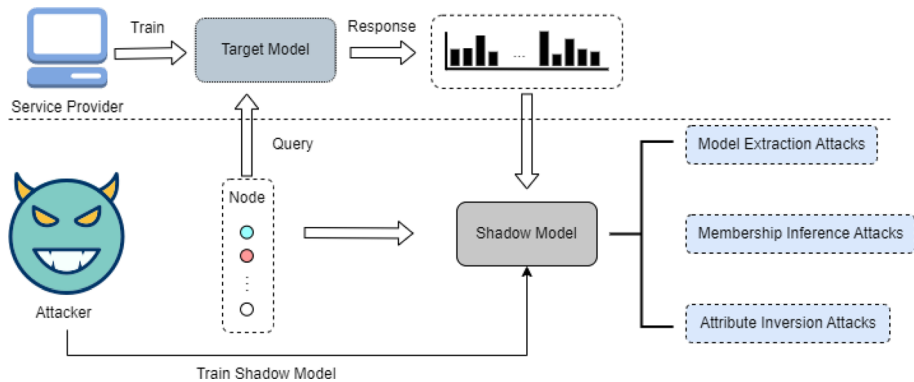 Train
Target Model
Response
...
Service Provider
Query
Model Extraction Attacks
Node
Shadow Model
Membership Inference Attacks
Attacker
Attribute Inversion Attacks
Train Shadow Model